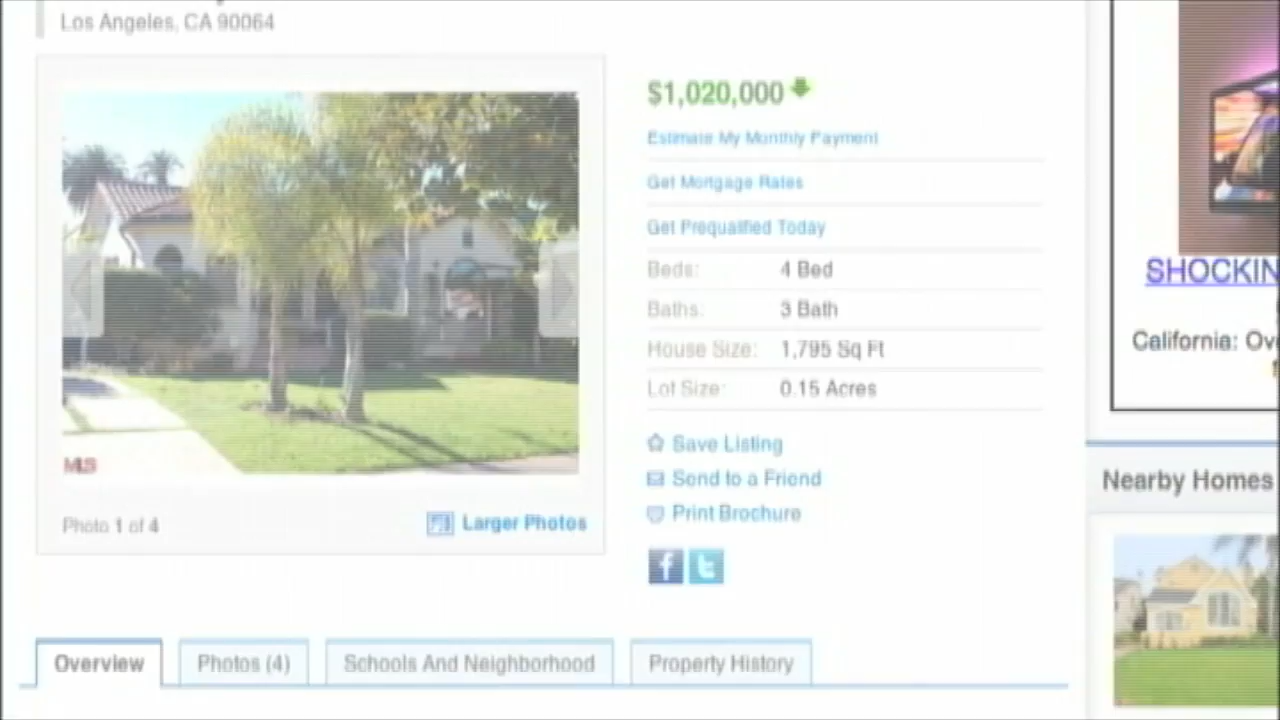 Los Angeles, CA 90064
$1,020,000
Estimate My Monthly Payment
Get Mortgage Rates
Get Prequalified Today
Beds: 4 Bed
Baths: 3 Bath
House Size: 1,795 Sq Ft
Lot Size: 0.15 Acres
Save Listing
Send to a Friend
Print Brochure
f t
MLS
Photo 1 of 4
Larger Photos
Overview
Photos (4)
Schools And Neighborhood
Property History
SHOCKIN
California: Ov
Nearby Homes